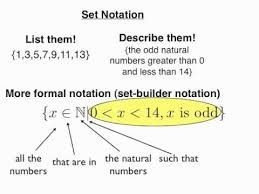 Set Notation
List them!
{1,3,5,7,9,11,13}
Describe them!
{the odd natural
numbers greater than 0
and less than 14}
More formal notation (set-builder notation)
{x ∈ ℕ|0 < x < 14, x is odd}
all the
numbers
that are in
the natural
numbers
such that